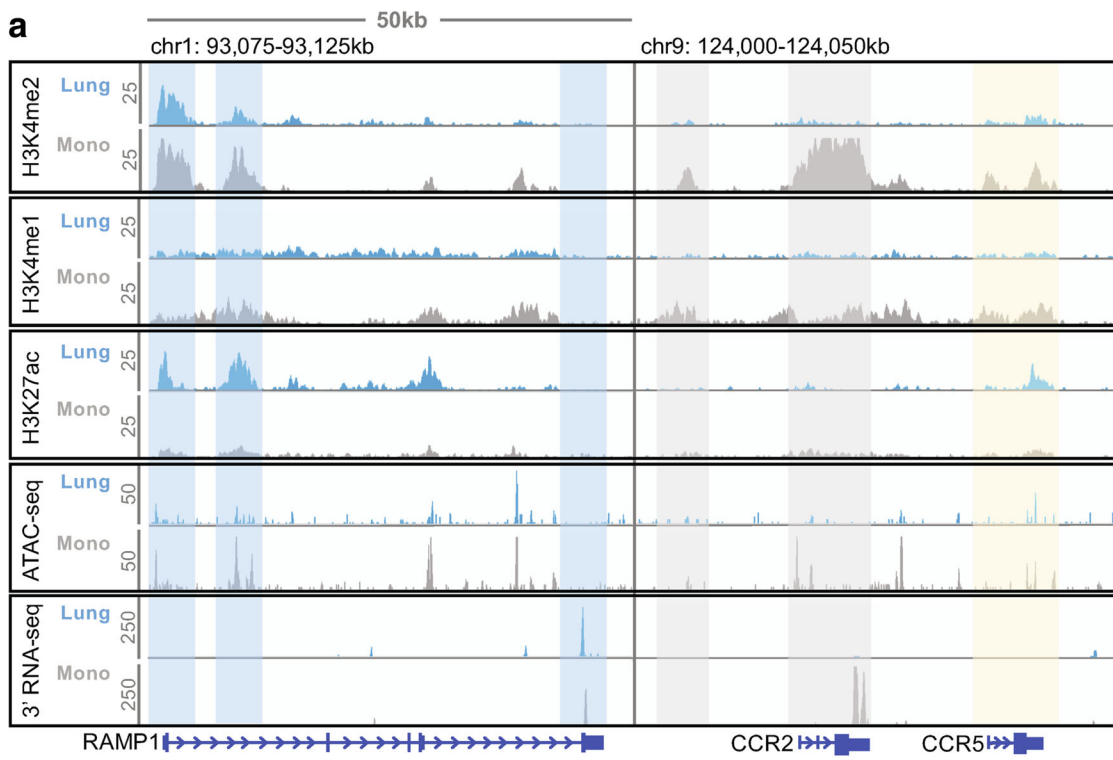 a
50kb
chr1: 93,075-93,125kb
chr9: 124,000-124,050kb
H3K4me2
Lung 25
Mono 25
H3K4me1
Lung 25
Mono 25
H3K27ac
Lung 25
Mono 25
ATAC-seq
Lung 50
Mono 50
3' RNA-seq
Lung 250
Mono 250
RAMP1 CCR2 CCR5